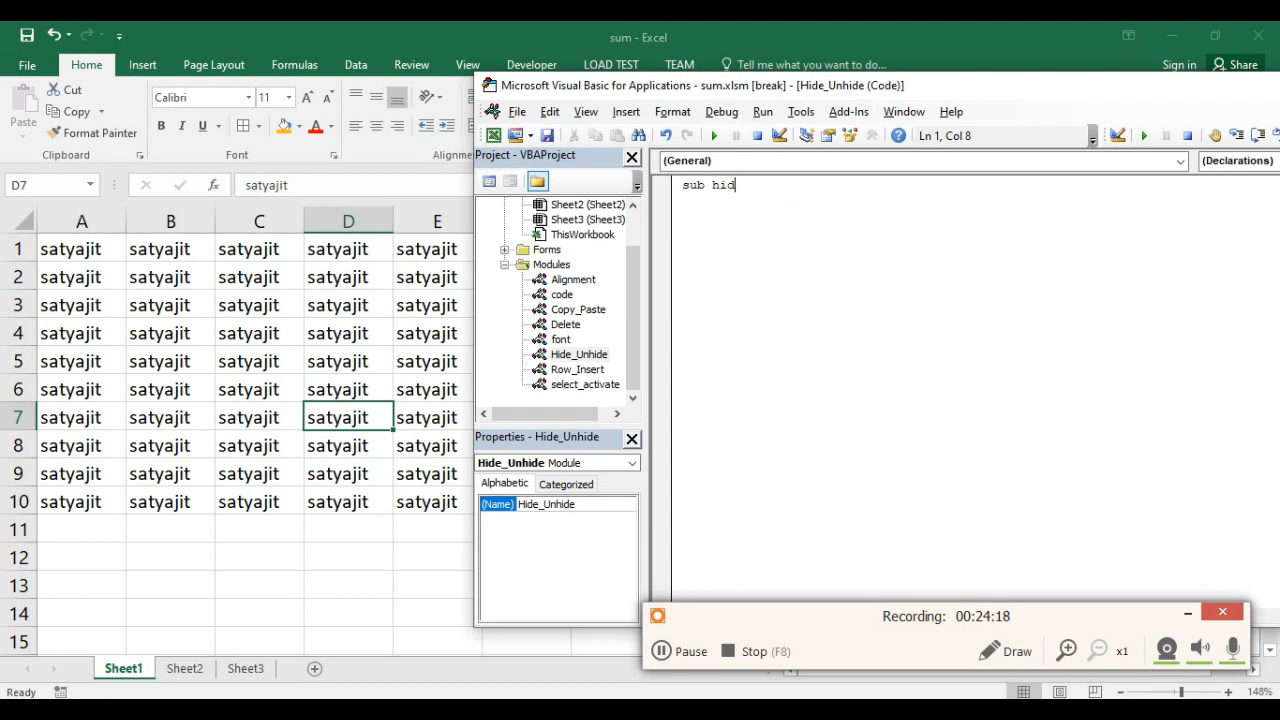 sum - Excel
File Home Insert Page Layout Formulas Data Review View Developer LOAD TEST TEAM Tell me what you want to do... Sign in Share
Paste
Cut
Copy
Format Painter
Clipboard
Calibri 11
B I U A
Font
Alignme
D7 fx satyajit
A B C D E
1 satyajit satyajit satyajit satyajit satyajit
2 satyajit satyajit satyajit satyajit satyajit
3 satyajit satyajit satyajit satyajit satyajit
4 satyajit satyajit satyajit satyajit satyajit
5 satyajit satyajit satyajit satyajit satyajit
6 satyajit satyajit satyajit satyajit satyajit
7 satyajit satyajit satyajit satyajit satyajit
8 satyajit satyajit satyajit satyajit satyajit
9 satyajit satyajit satyajit satyajit satyajit
10 satyajit satyajit satyajit satyajit satyajit
11
12
13
14
15
Sheet1 Sheet2 Sheet3
Ready
148%
Microsoft Visual Basic for Applications - sum.xlsm [break] - [Hide_Unhide (Code)]
File Edit View Insert Format Debug Run Tools Add-Ins Window Help
Ln 1, Col 8
Project - VBAProject
Sheet2 (Sheet2)
Sheet3 (Sheet3)
ThisWorkbook
Forms
Modules
Alignment
code
Copy_Paste
Delete
font
Hide_Unhide
Row_Insert
select_activate
Properties - Hide_Unhide
Hide_Unhide Module
Alphabetic Categorized
(Name) Hide_Unhide
(General) (Declarations)
sub hid
Recording: 00:24:18
Pause Stop (F8) Draw x1